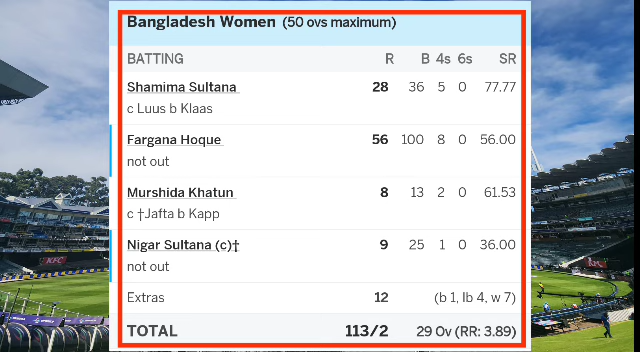 Bangladesh Women (50 ovs maximum)
BATTING R B 4s 6s SR
Shamima Sultana 28 36 5 0 77.77
c Luus b Klaas
Fargana Hoque 56 100 8 0 56.00
not out
Murshida Khatun 8 13 2 0 61.53
c †Jafta b Kapp
Nigar Sultana (c)† 9 25 1 0 36.00
not out
Extras 12 (b 1, lb 4, w 7)
TOTAL 113/2 29 Ov (RR: 3.89)
KFC